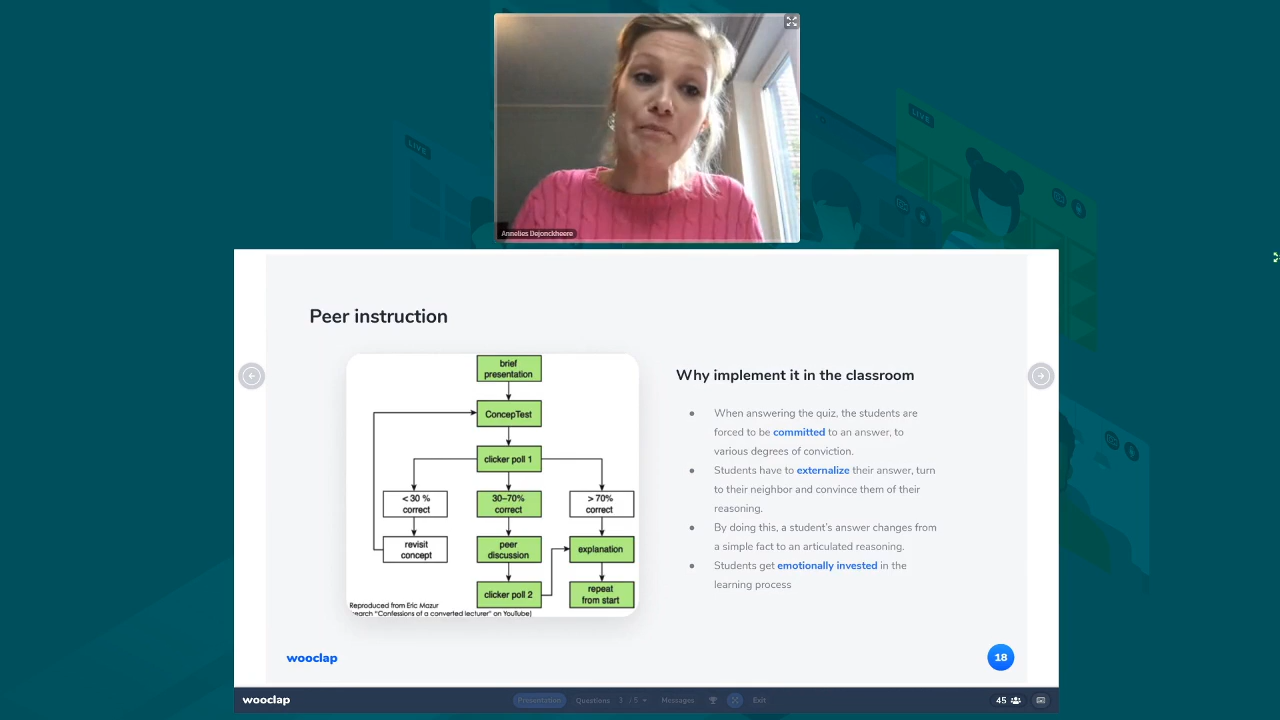 LIVE
LIVE
Annelies Dejonckheere
Peer instruction
brief
presentation
ConcepTest
clicker poll 1
< 30 %
correct
30–70%
correct
> 70%
correct
revisit
concept
peer
discussion
explanation
clicker poll 2
repeat
from start
Reproduced from Eric Mazur
search "Confessions of a converted lecturer" on YouTube)
Why implement it in the classroom
● When answering the quiz, the students are
forced to be committed to an answer, to
various degrees of conviction.
● Students have to externalize their answer, turn
to their neighbor and convince them of their
reasoning.
● By doing this, a student's answer changes from
a simple fact to an articulated reasoning.
● Students get emotionally invested in the
learning process
wooclap
18
wooclap
Presentation Questions 3 / 5 Messages Exit
45